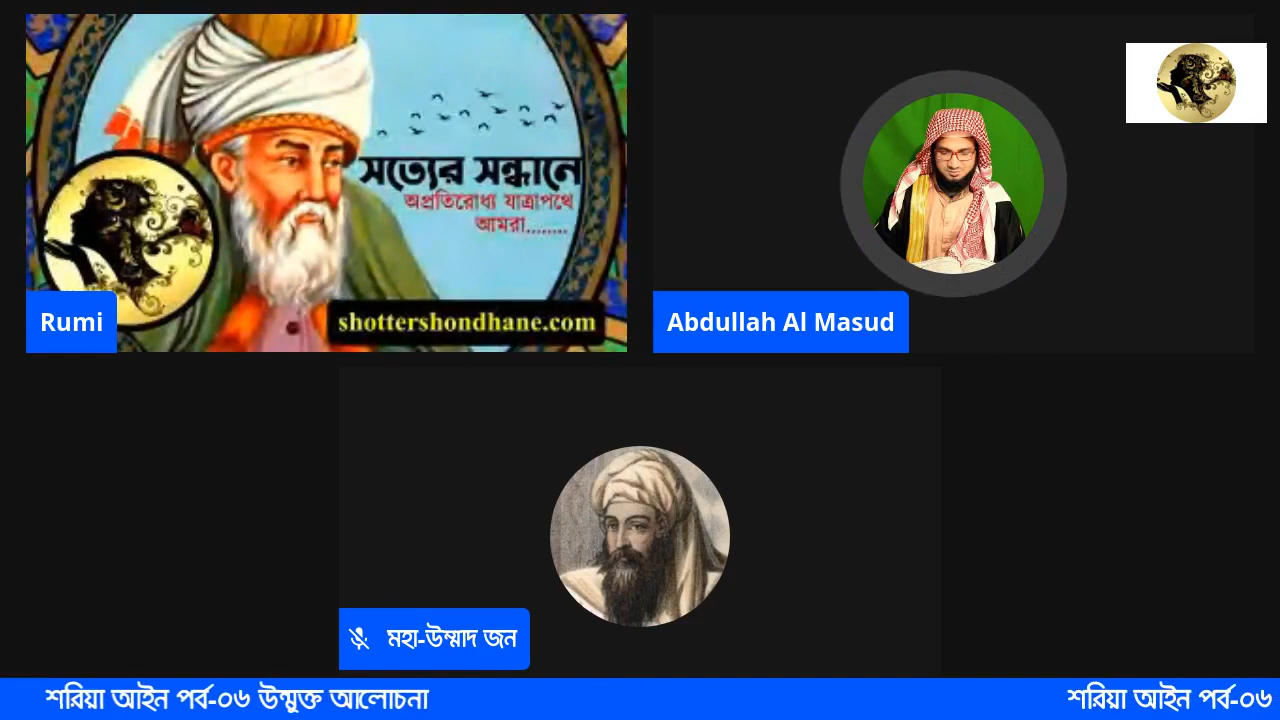 সত্যের সন্ধানে
অপ্রতিরোধ্য যাত্রাপথে
আমরা........
shottershondhane.com
Rumi
Abdullah Al Masud
মহা-উম্মাদ জন
শরিয়া আইন পর্ব-০৬ উন্মুক্ত আলোচনা
শরিয়া আইন পর্ব-০৬